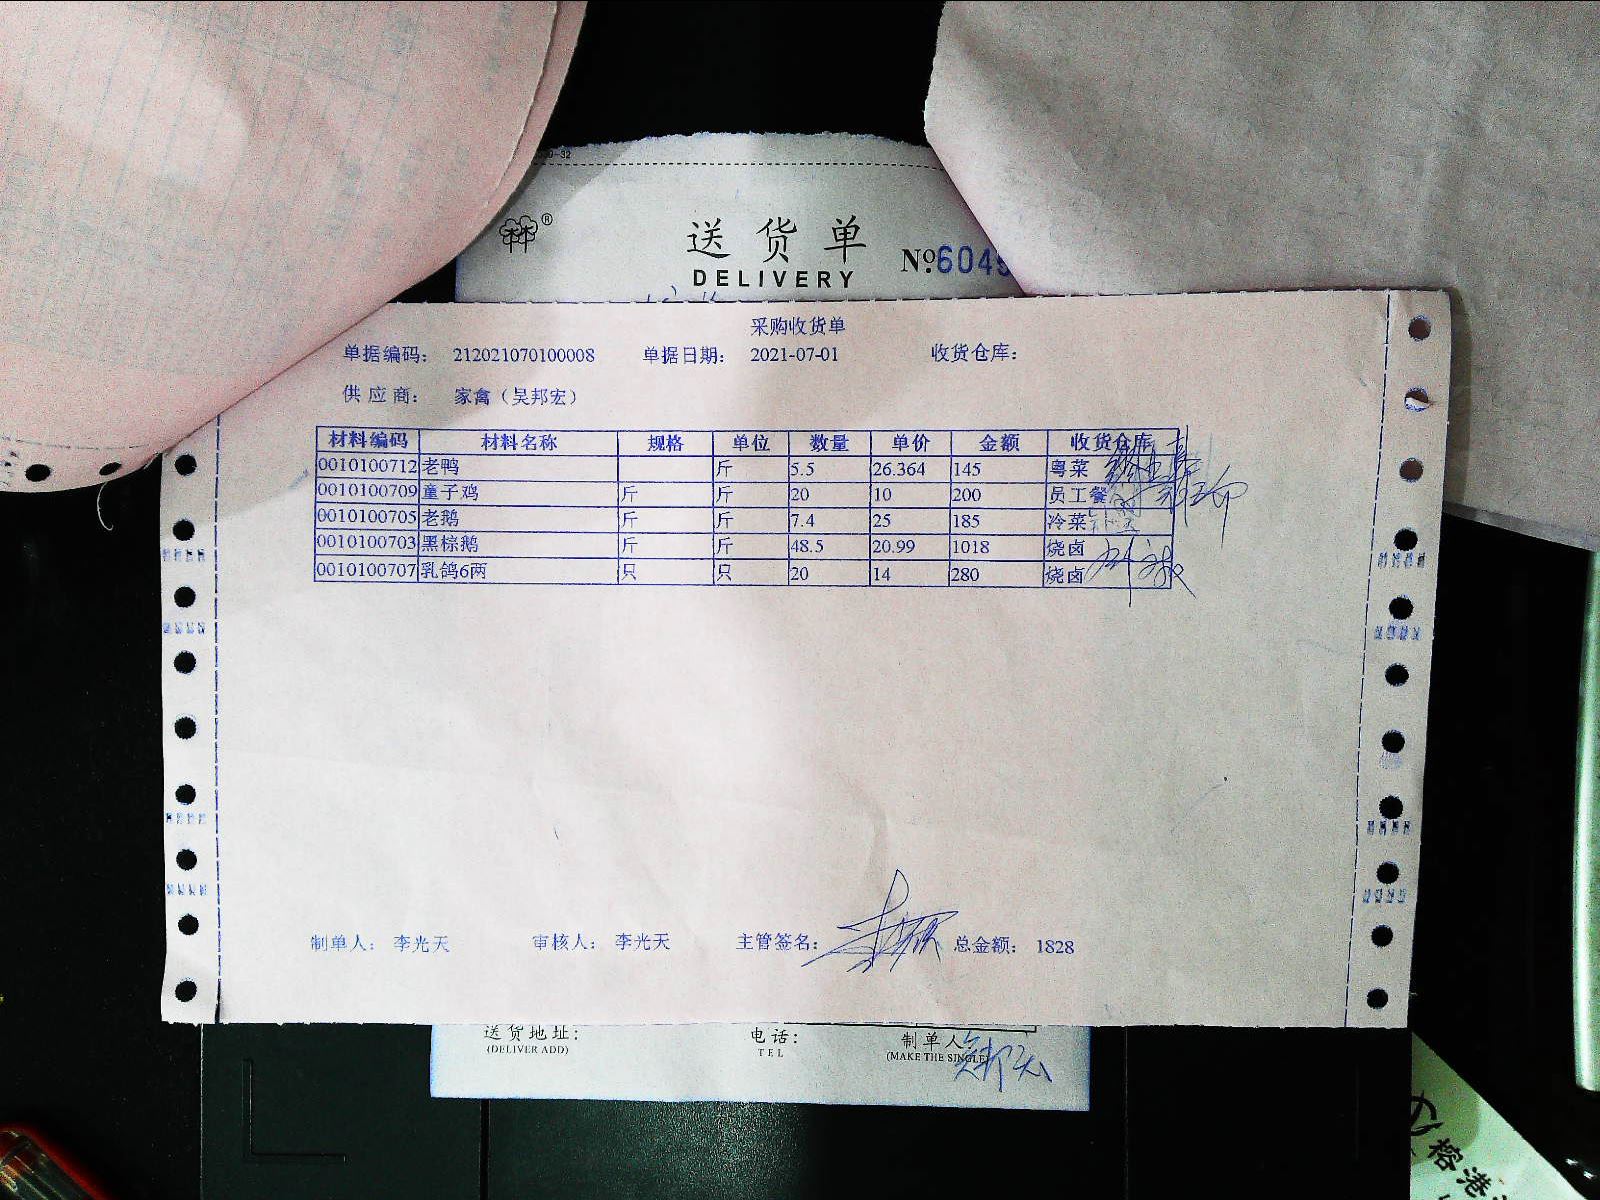 送货单
DELIVERY
№6045
采购收货单
单据编码： 212021070100008 单据日期： 2021-07-01 收货仓库：
供 应 商： 家禽（吴邦宏）
材料编码 材料名称 规格 单位 数量 单价 金额 收货仓库
0010100712 老鸭 斤 5.5 26.364 145 粤菜
0010100709 童子鸡 斤 斤 20 10 200 员工餐
0010100705 老鹅 斤 斤 7.4 25 185 冷菜
0010100703 黑棕鹅 斤 斤 48.5 20.99 1018 烧卤
0010100707 乳鸽6两 只 只 20 14 280 烧卤
制单人： 李光天 审核人： 李光天 主管签名： 总金额： 1828
送货地址： 电话： 制单人
(DELIVER ADD) TEL (MAKE THE SINGLE)
榕港